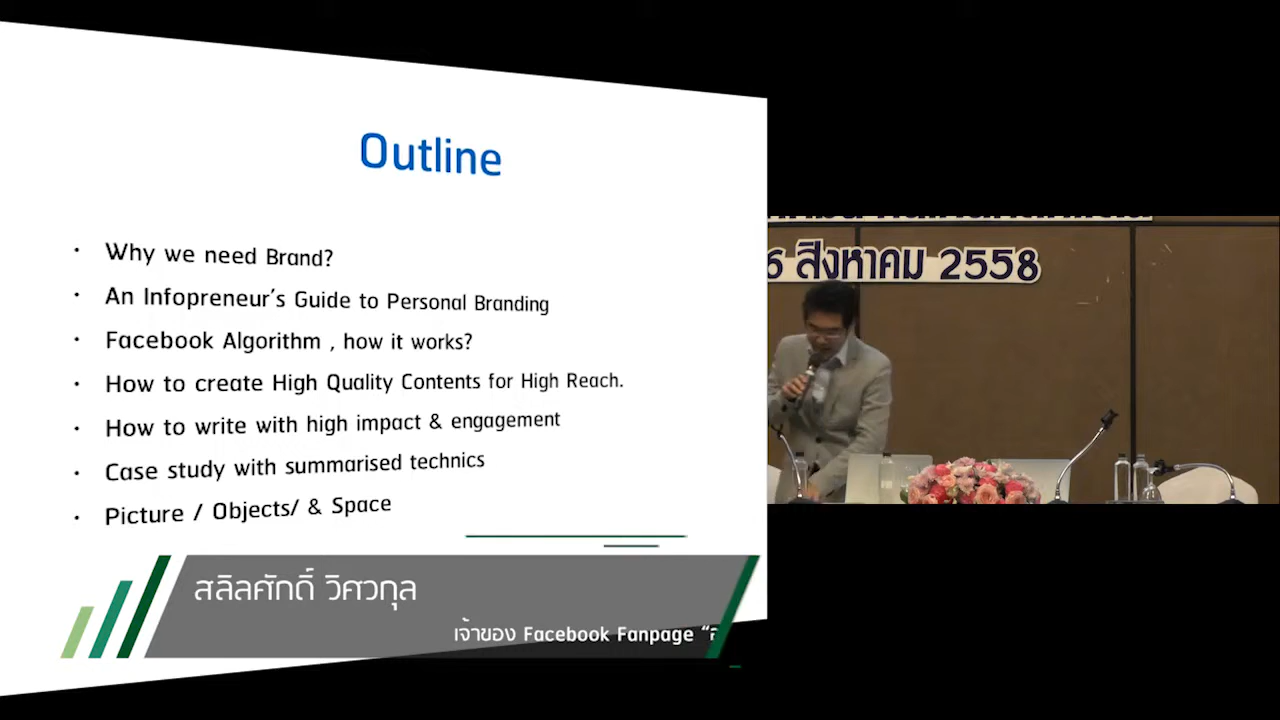 Outline
• Why we need Brand?
• An Infopreneur's Guide to Personal Branding
• Facebook Algorithm , how it works?
• How to create High Quality Contents for High Reach.
• How to write with high impact & engagement
• Case study with summarised technics
• Picture / Objects/ & Space
6 สิงหาคม 2558
สลิลศักดิ์ วิศวกุล
เจ้าของ Facebook Fanpage “